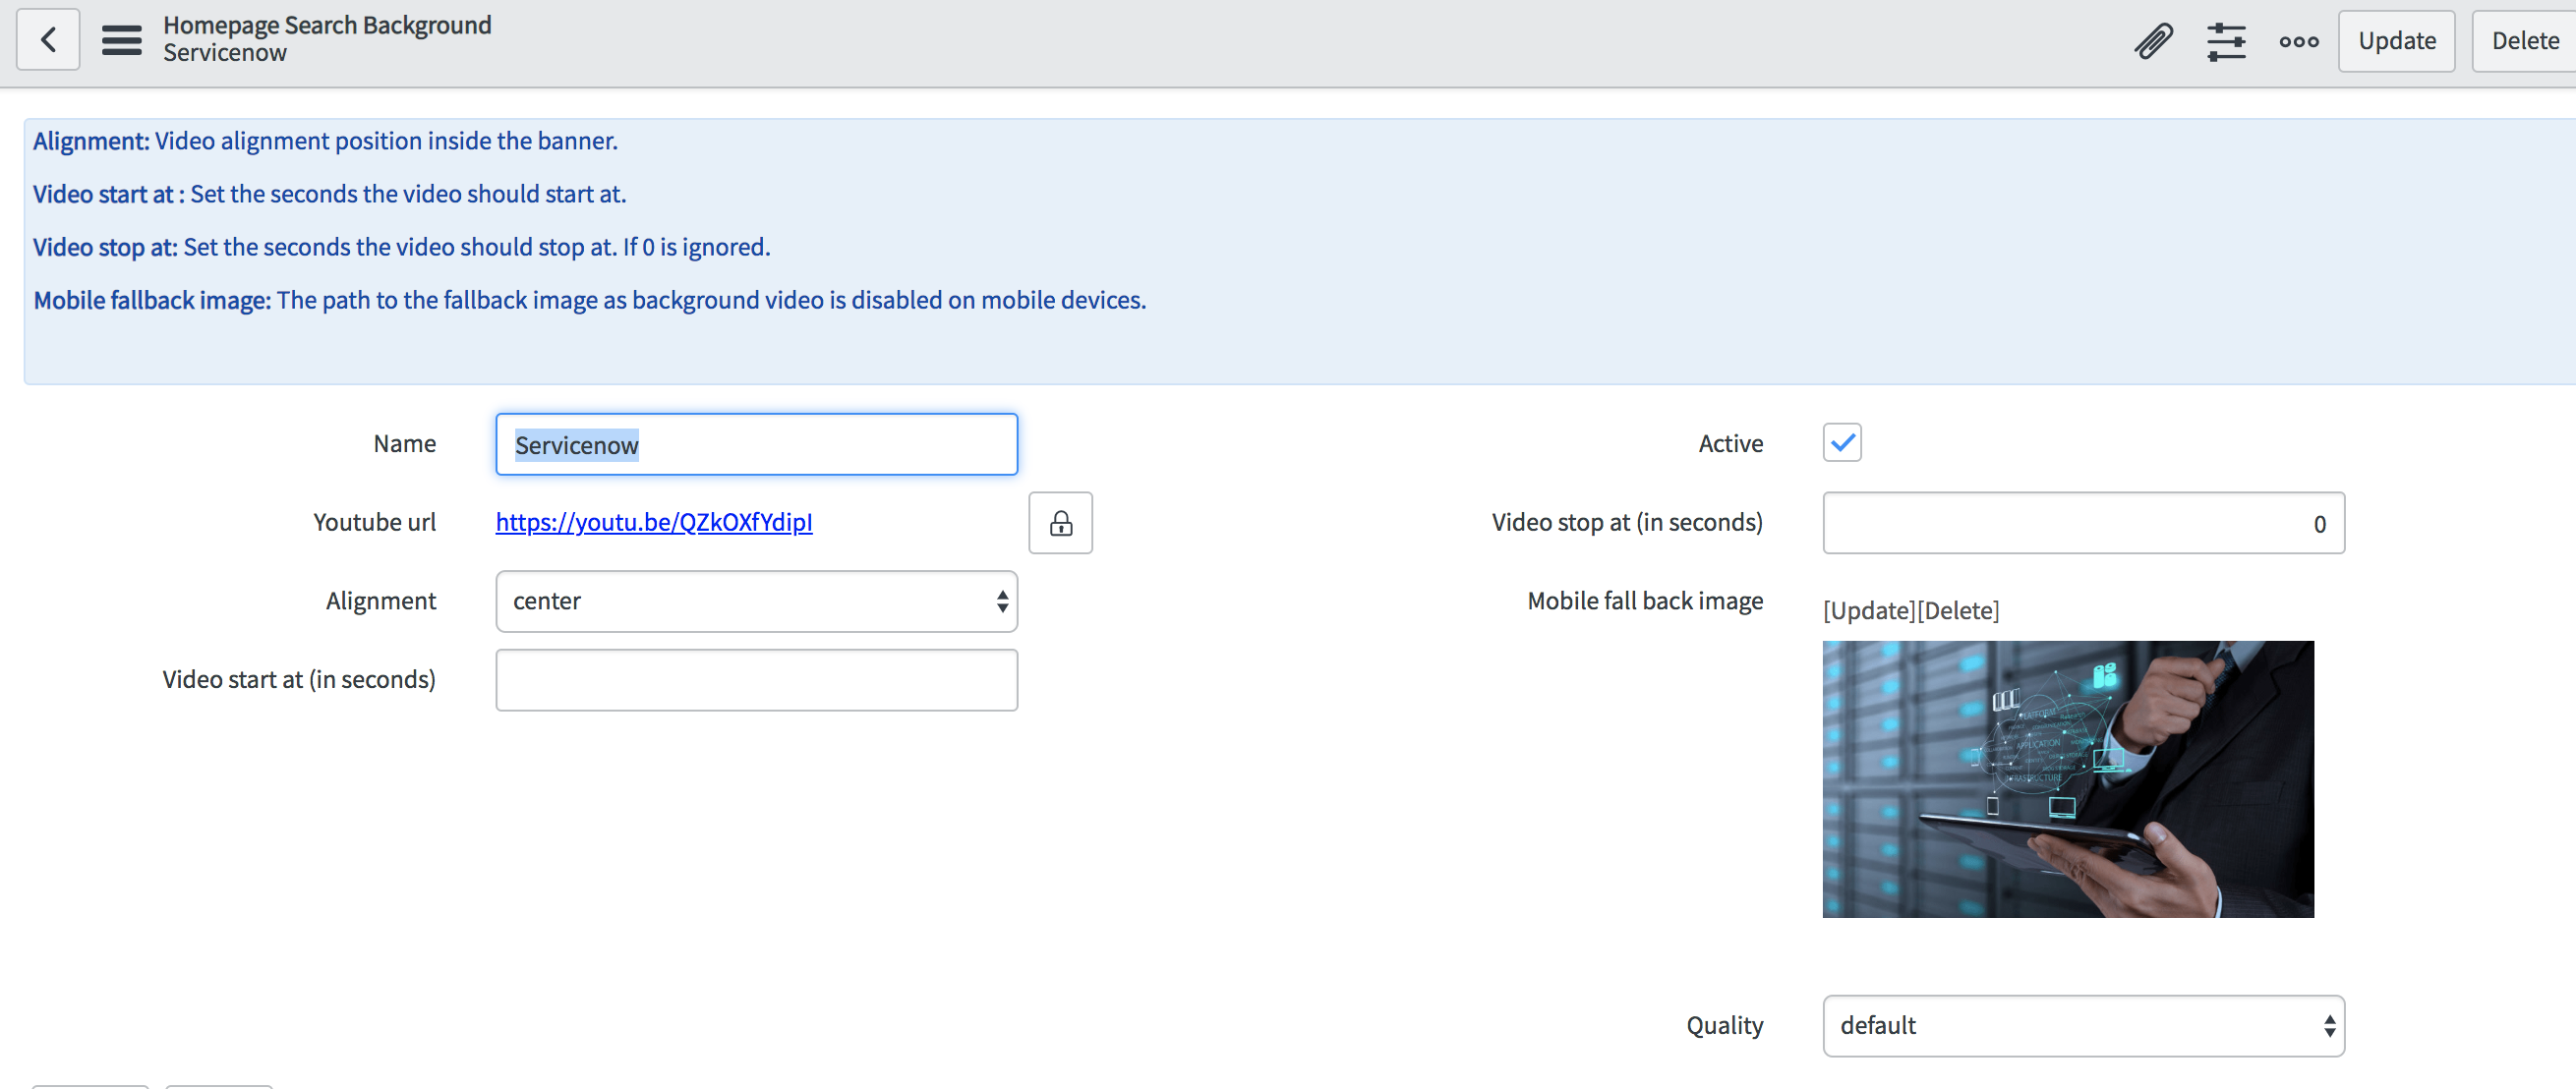 Homepage Search Background
Servicenow
Update
Delete
Alignment: Video alignment position inside the banner.
Video start at : Set the seconds the video should start at.
Video stop at: Set the seconds the video should stop at. If 0 is ignored.
Mobile fallback image: The path to the fallback image as background video is disabled on mobile devices.
Name
Servicenow
Active
Youtube url
https://youtu.be/QZkOXfYdipI
Video stop at (in seconds)
0
Alignment
center
Mobile fall back image
[Update][Delete]
Video start at (in seconds)
PLATFORM
APPLICATION
INFRASTRUCTURE
Quality
default